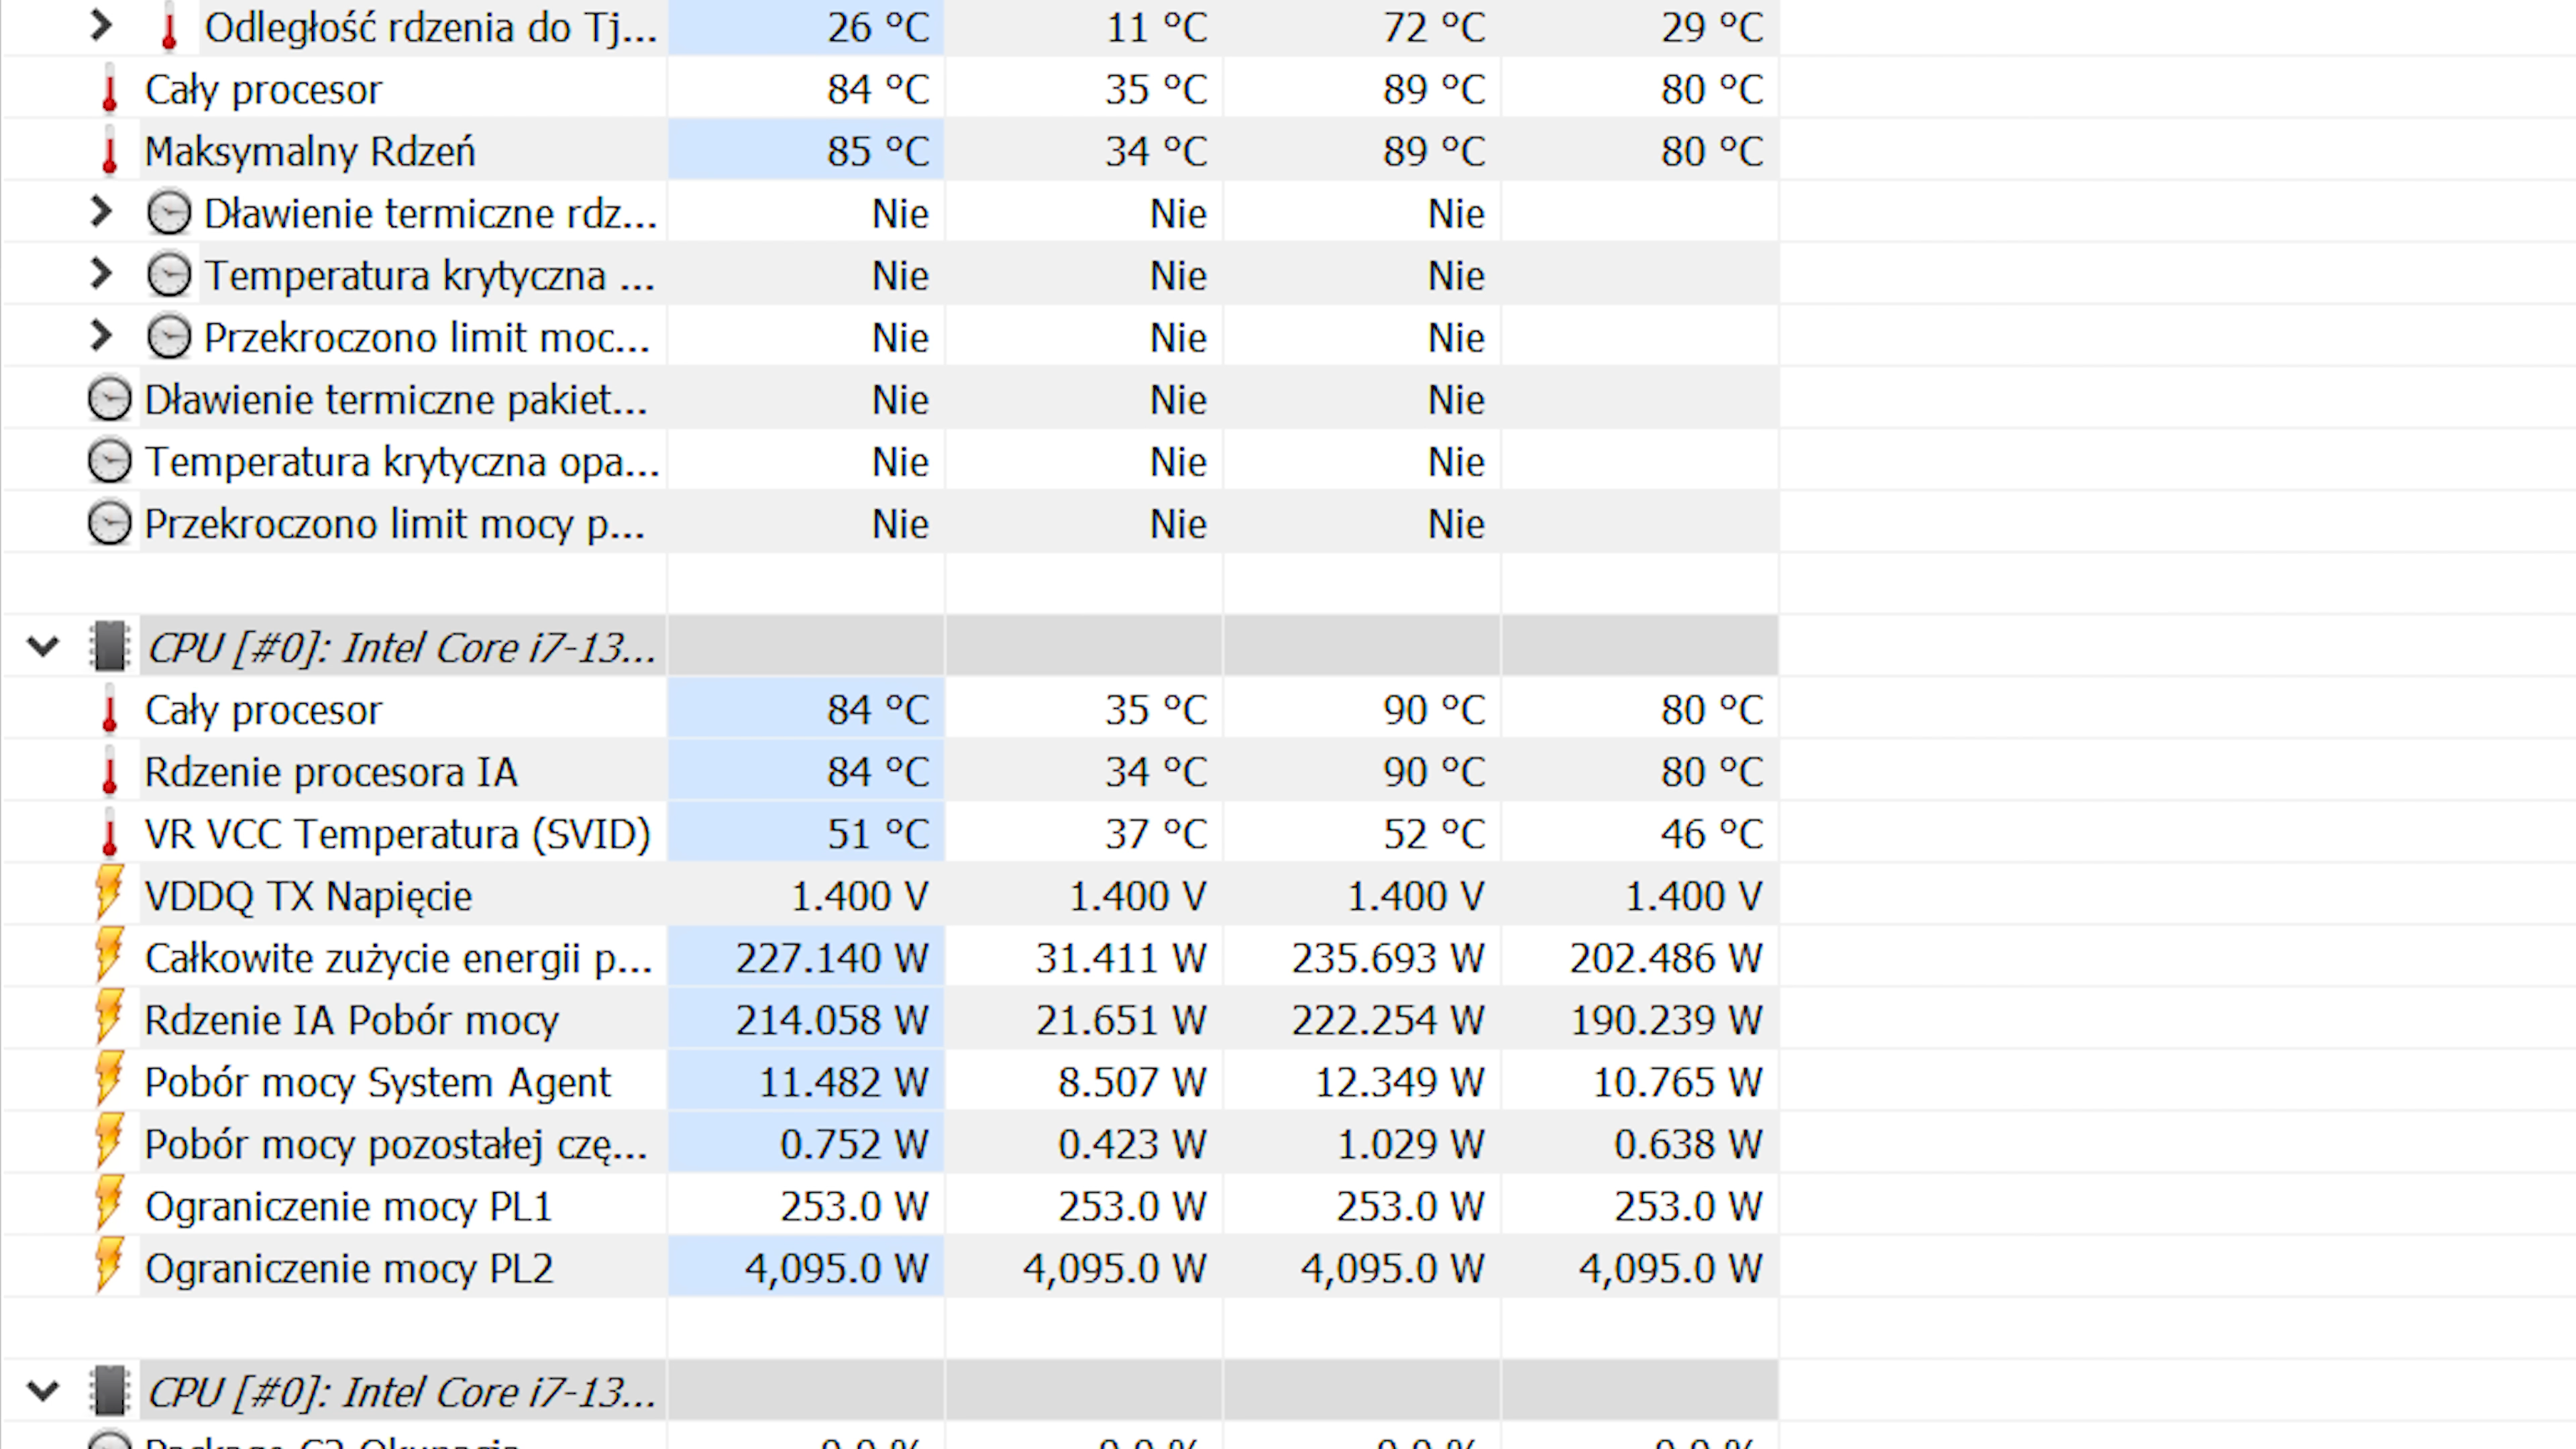 Odległość rdzenia do Tj... 26 °C 11 °C 72 °C 29 °C
Cały procesor 84 °C 35 °C 89 °C 80 °C
Maksymalny Rdzeń 85 °C 34 °C 89 °C 80 °C
Dławienie termiczne rdz... Nie Nie Nie
Temperatura krytyczna ... Nie Nie Nie
Przekroczono limit moc... Nie Nie Nie
Dławienie termiczne pakiet... Nie Nie Nie
Temperatura krytyczna opa... Nie Nie Nie
Przekroczono limit mocy p... Nie Nie Nie
CPU [#0]: Intel Core i7-13...
Cały procesor 84 °C 35 °C 90 °C 80 °C
Rdzenie procesora IA 84 °C 34 °C 90 °C 80 °C
VR VCC Temperatura (SVID) 51 °C 37 °C 52 °C 46 °C
VDDQ TX Napięcie 1.400 V 1.400 V 1.400 V 1.400 V
Całkowite zużycie energii p... 227.140 W 31.411 W 235.693 W 202.486 W
Rdzenie IA Pobór mocy 214.058 W 21.651 W 222.254 W 190.239 W
Pobór mocy System Agent 11.482 W 8.507 W 12.349 W 10.765 W
Pobór mocy pozostałej czę... 0.752 W 0.423 W 1.029 W 0.638 W
Ograniczenie mocy PL1 253.0 W 253.0 W 253.0 W 253.0 W
Ograniczenie mocy PL2 4,095.0 W 4,095.0 W 4,095.0 W 4,095.0 W
CPU [#0]: Intel Core i7-13...